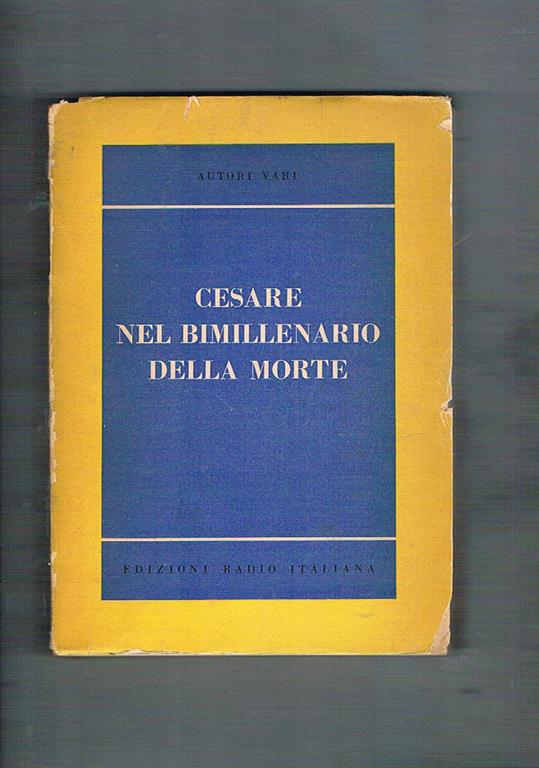 AUTORI VARI
CESARE
NEL BIMILLENARIO
DELLA MORTE
EDIZIONI RADIO ITALIANA